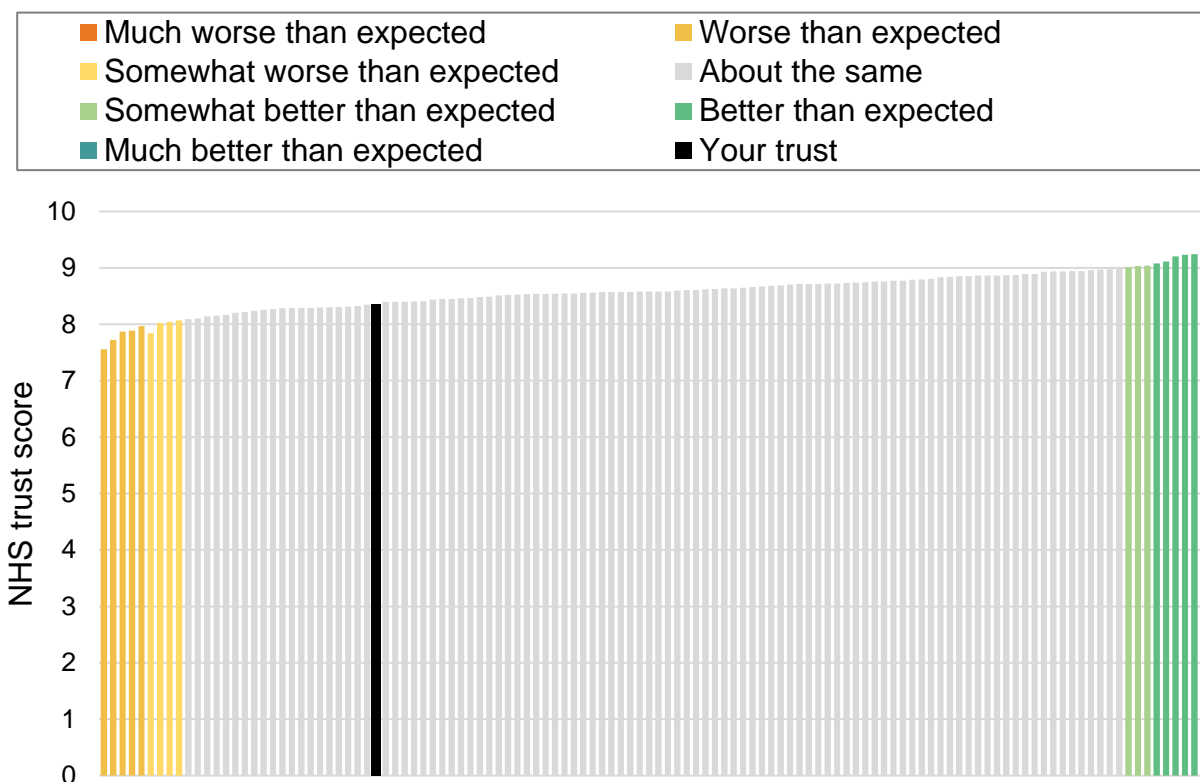 Much worse than expected
Worse than expected
Somewhat worse than expected
About the same
Somewhat better than expected
Better than expected
Much better than expected
Your trust
NHS trust score
10
9
8
7
6
5
4
3
2
1
0